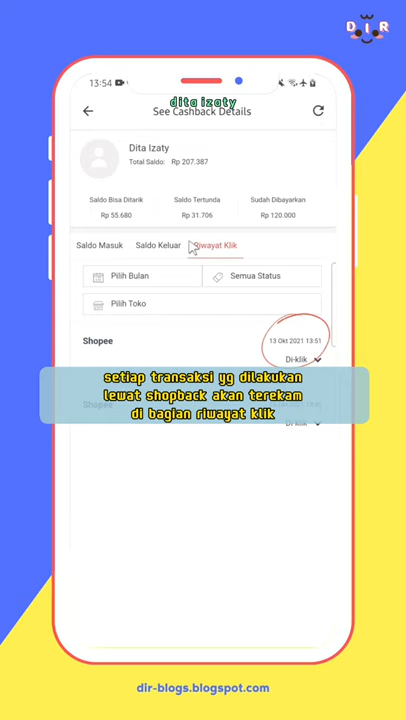 DIR
13:54
dita izaty
See Cashback Details
Dita Izaty
Total Saldo: Rp 207.387
Saldo Bisa Ditarik Saldo Tertunda Sudah Dibayarkan
Rp 55.680 Rp 31.706 Rp 120.000
Saldo Masuk Saldo Keluar Riwayat Klik
Pilih Bulan Semua Status
Pilih Toko
Shopee 13 Okt 2021 13:51
Di-klik
setiap transaksi yg dilakukan
lewat shopback akan terekam
di bagian riwayat klik
Di-klik
dir-blogs.blogspot.com